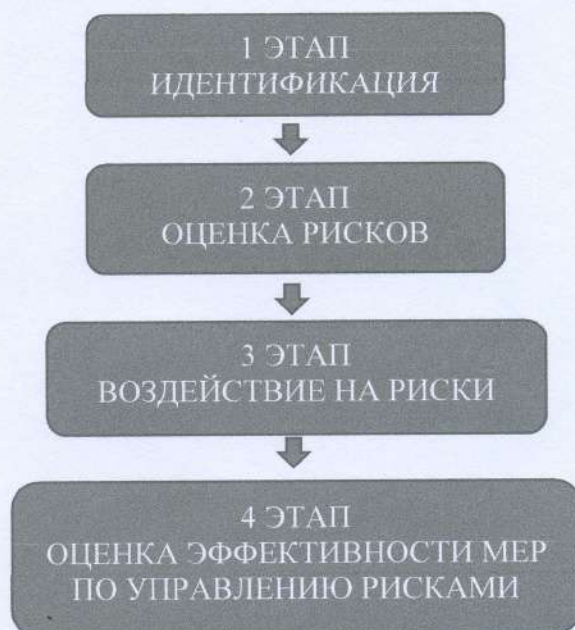 1 ЭТАП
ИДЕНТИФИКАЦИЯ
2 ЭТАП
ОЦЕНКА РИСКОВ
3 ЭТАП
ВОЗДЕЙСТВИЕ НА РИСКИ
4 ЭТАП
ОЦЕНКА ЭФФЕКТИВНОСТИ МЕР
ПО УПРАВЛЕНИЮ РИСКАМИ